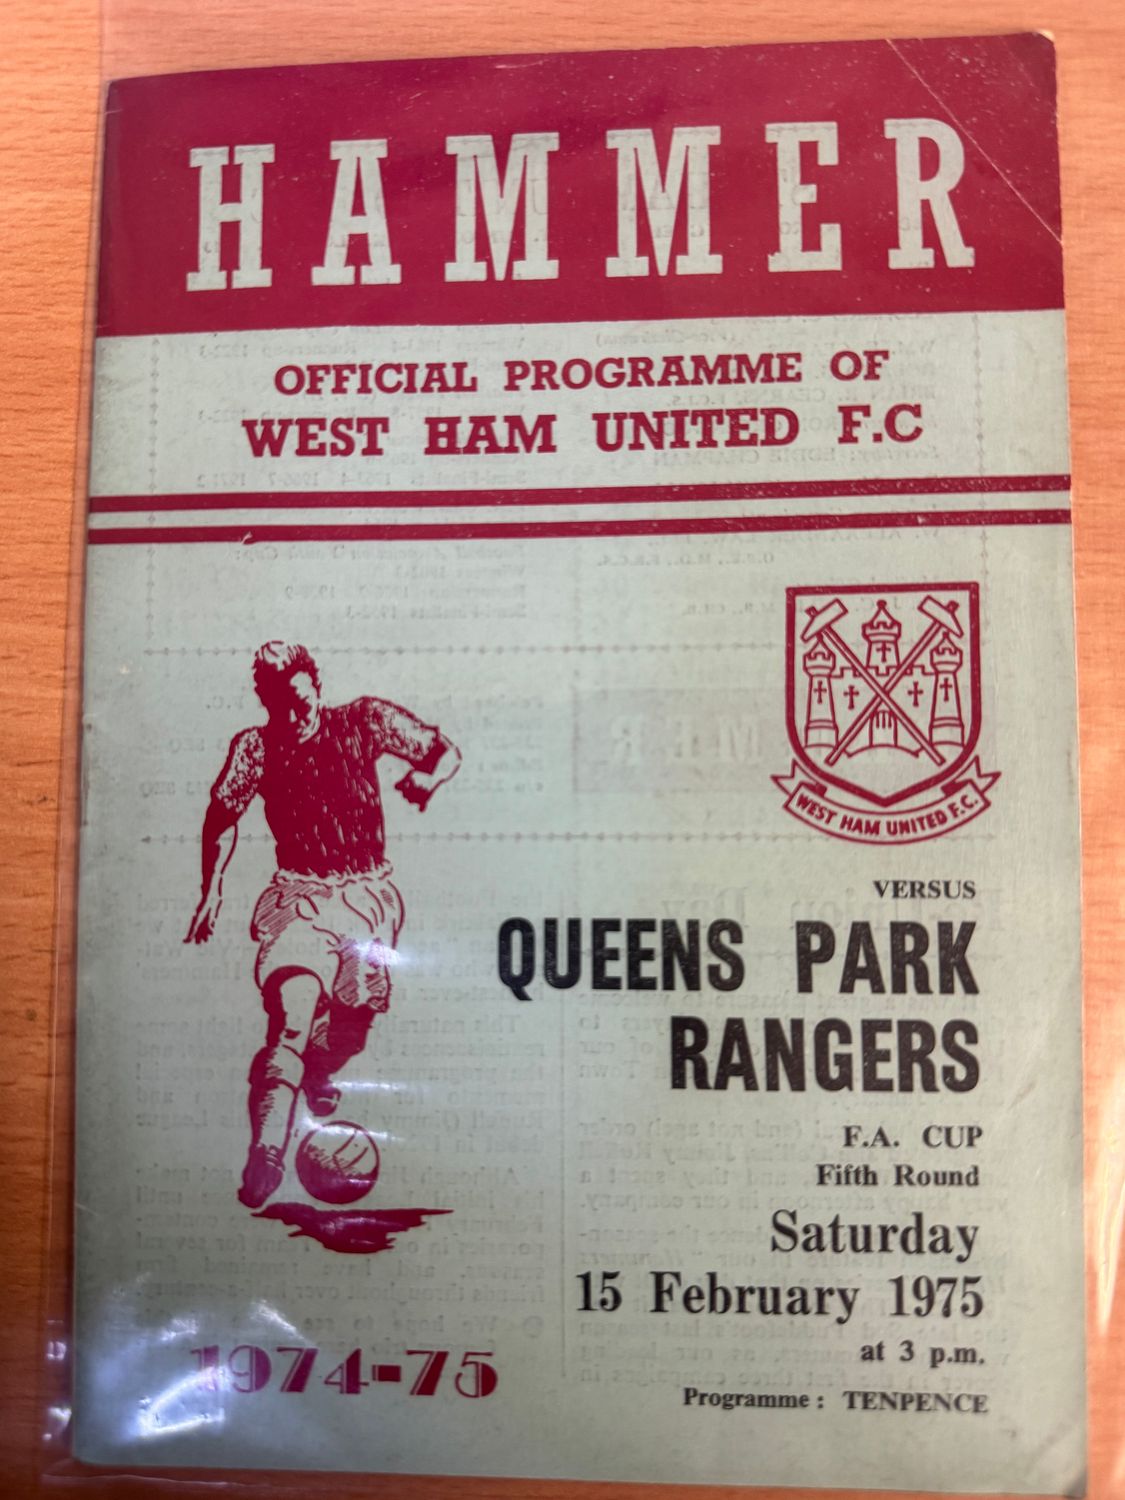 HAMMER
OFFICIAL PROGRAMME OF
WEST HAM UNITED F.C
WEST HAM UNITED F.C.
VERSUS
QUEENS PARK
RANGERS
F.A. CUP
Fifth Round
Saturday
15 February 1975
at 3 p.m.
1974-75
Programme : TENPENCE